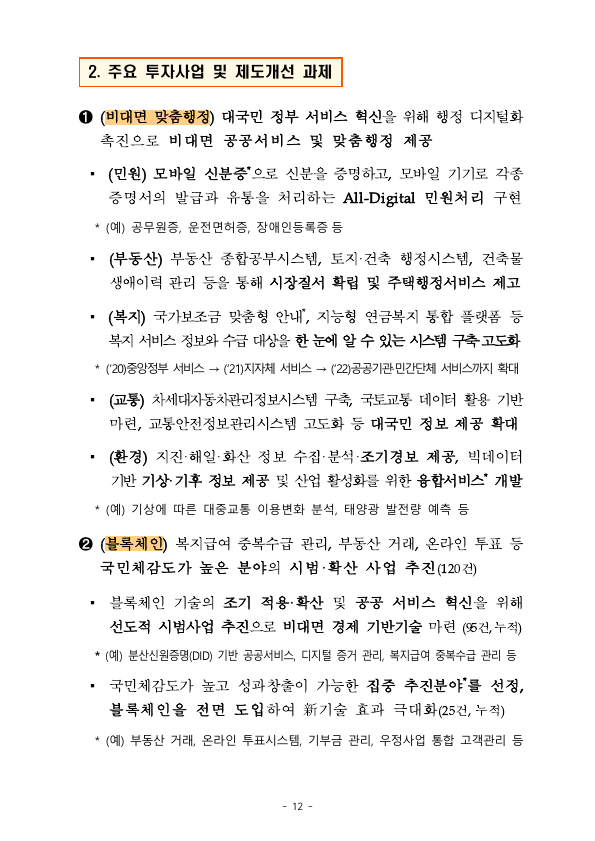 2. 주요 투자사업 및 제도개선 과제
❶ (비대면 맞춤행정) 대국민 정부 서비스 혁신을 위해 행정 디지털화
촉진으로 비대면 공공서비스 및 맞춤행정 제공
▪ (민원) 모바일 신분증*으로 신분을 증명하고, 모바일 기기로 각종
증명서의 발급과 유통을 처리하는 All-Digital 민원처리 구현
* (예) 공무원증, 운전면허증, 장애인등록증 등
▪ (부동산) 부동산 종합공부시스템, 토지·건축 행정시스템, 건축물
생애이력 관리 등을 통해 시장질서 확립 및 주택행정서비스 제고
▪ (복지) 국가보조금 맞춤형 안내*, 지능형 연금복지 통합 플랫폼 등
복지 서비스 정보와 수급 대상을 한 눈에 알 수 있는 시스템 구축·고도화
* (‘20)중앙정부 서비스 → (‘21)지자체 서비스 → (‘22)공공기관·민간단체 서비스까지 확대
▪ (교통) 차세대자동차관리정보시스템 구축, 국토교통 데이터 활용 기반
마련, 교통안전정보관리시스템 고도화 등 대국민 정보 제공 확대
▪ (환경) 지진·해일·화산 정보 수집·분석·조기경보 제공, 빅데이터
기반 기상·기후 정보 제공 및 산업 활성화를 위한 융합서비스* 개발
* (예) 기상에 따른 대중교통 이용변화 분석, 태양광 발전량 예측 등
❷ (블록체인) 복지급여 중복수급 관리, 부동산 거래, 온라인 투표 등
국민체감도가 높은 분야의 시범·확산 사업 추진(120건)
▪ 블록체인 기술의 조기 적용·확산 및 공공 서비스 혁신을 위해
선도적 시범사업 추진으로 비대면 경제 기반기술 마련 (95건, 누적)
* (예) 분산신원증명(DID) 기반 공공서비스, 디지털 증거 관리, 복지급여 중복수급 관리 등
▪ 국민체감도가 높고 성과창출이 가능한 집중 추진분야*를 선정,
블록체인을 전면 도입하여 新기술 효과 극대화(25건, 누적)
* (예) 부동산 거래, 온라인 투표시스템, 기부금 관리, 우정사업 통합 고객관리 등
- 12 -